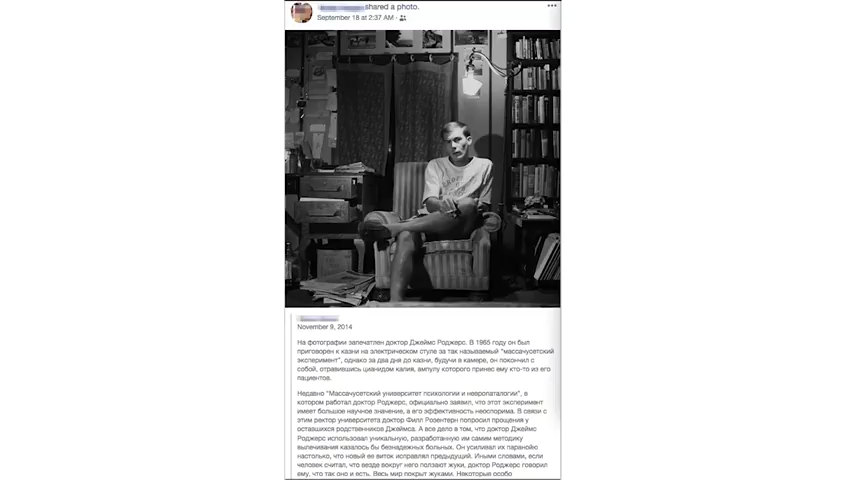 shared a photo.
September 18 at 2:37 AM ·
November 9, 2014
На фотографии запечатлен доктор Джеймс Роджерс. В 1965 году он был
приговорен к казни на электрическом стуле за так называемый "массачусетский
эксперимент", однако за два дня до казни, будучи в камере, он покончил с
собой, отравившись цианидом калия, ампулу которого принес ему кто-то из его
пациентов.
Недавно "Массачусетский университет психологии и невропаталогии", в
котором работал доктор Роджерс, официально заявил, что этот эксперимент
имеет большое научное значение, а его эффективность неоспорима. В связи с
этим ректор университета доктор Филл Розентерн попросил прощения у
оставшихся родственников Джеймса. А все дело в том, что доктор Джеймс
Роджерс использовал уникальную, разработанную им самим методику
вылечивания казалось бы безнадежных больных. Он усиливал их паранойю
настолько, что новый ее виток исправлял предыдущий. Иными словами, если
человек считал, что везде вокруг него ползают жуки, доктор Роджерс говорил
ему, что так оно и есть. Весь мир покрыт жуками. Некоторые особо